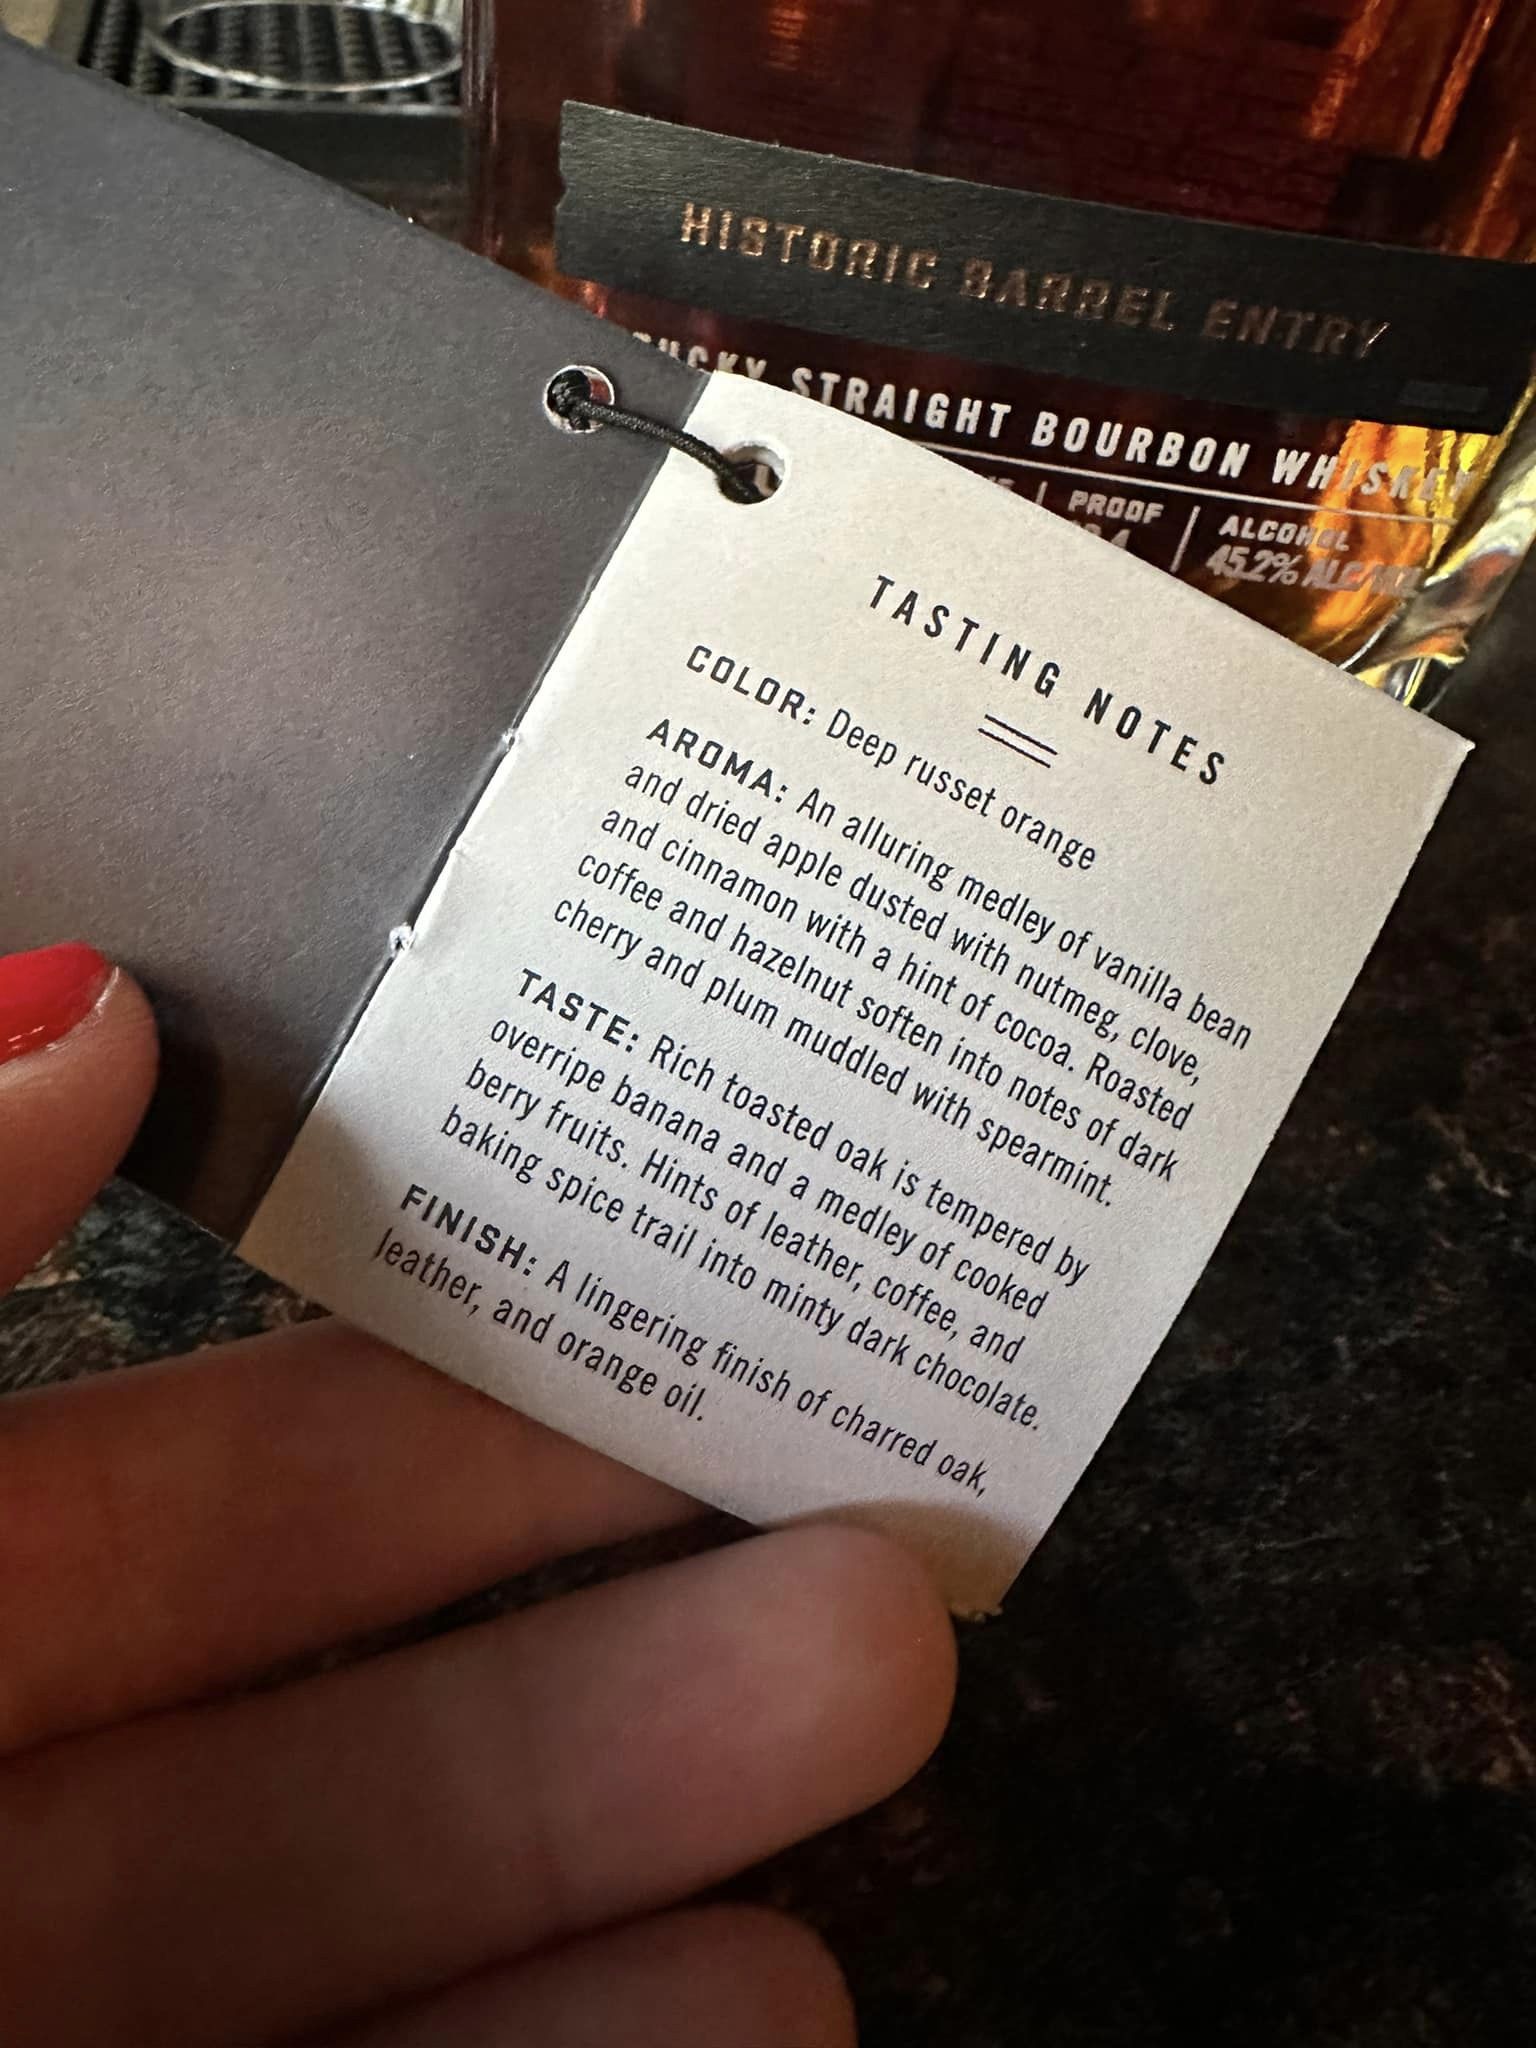 HISTORIC BARREL ENTRY
STRAIGHT BOURBON WHISKEY
PROOF
ALCOHOL
45.2%
TASTING NOTES
COLOR: Deep russet orange
AROMA: An alluring medley of vanilla bean
and dried apple dusted with nutmeg, clove,
and cinnamon with a hint of cocoa. Roasted
coffee and hazelnut soften into notes of dark
cherry and plum muddled with spearmint.
TASTE: Rich toasted oak is tempered by
overripe banana and a medley of cooked
berry fruits. Hints of leather, coffee, and
baking spice trail into minty dark chocolate.
FINISH: A lingering finish of charred oak,
leather, and orange oil.